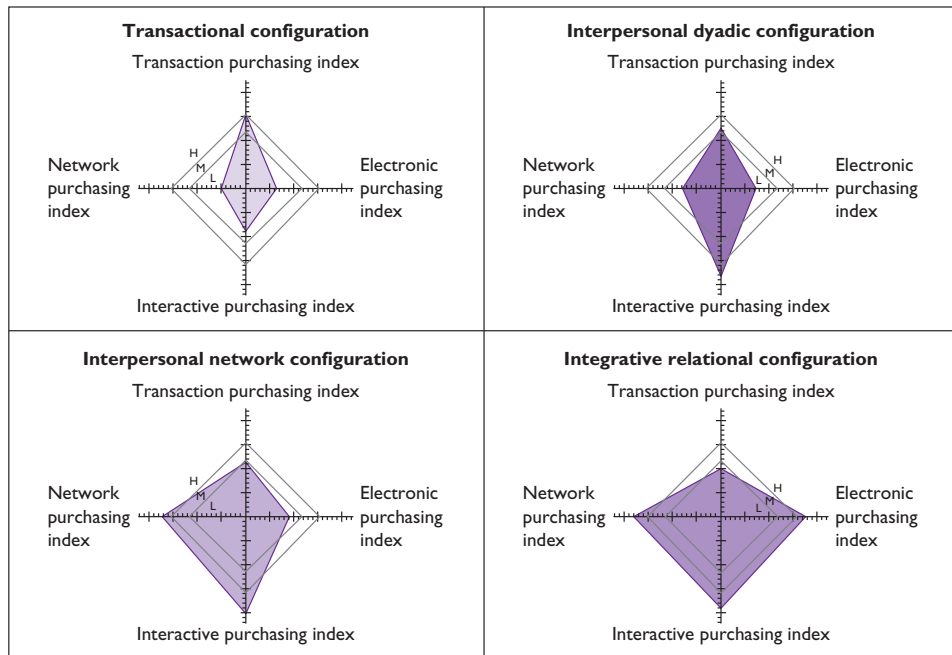 Transactional configuration
Transaction purchasing index
H
M
L
Network
purchasing
index
Electronic
purchasing
index
Interactive purchasing index
Interpersonal dyadic configuration
Transaction purchasing index
H
M
L
Network
purchasing
index
Electronic
purchasing
index
Interactive purchasing index
Interpersonal network configuration
Transaction purchasing index
H
M
L
Network
purchasing
index
Electronic
purchasing
index
Interactive purchasing index
Integrative relational configuration
Transaction purchasing index
H
M
L
Network
purchasing
index
Electronic
purchasing
index
Interactive purchasing index